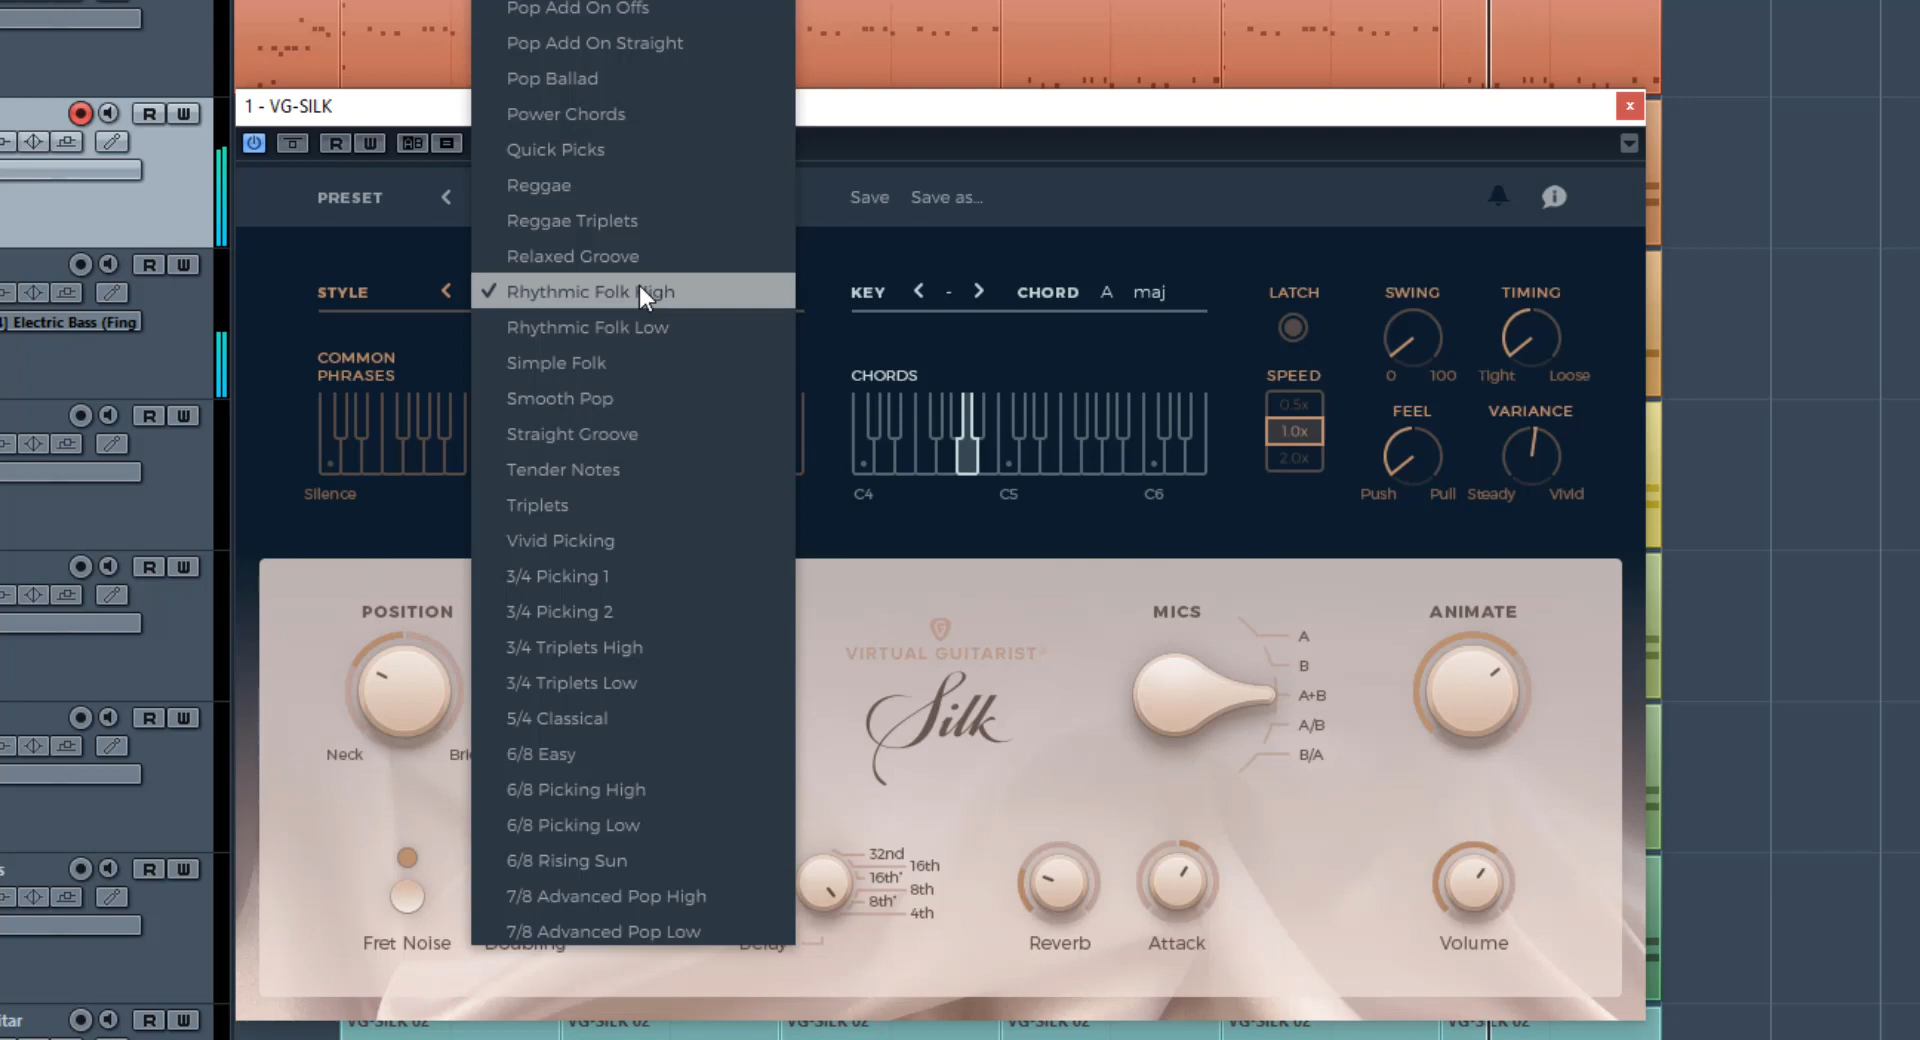 Pop Add On Offs
Pop Add On Straight
Pop Ballad
Power Chords
Quick Picks
Reggae
Reggae Triplets
Relaxed Groove
Rhythmic Folk High
Rhythmic Folk Low
Simple Folk
Smooth Pop
Straight Groove
Tender Notes
Triplets
Vivid Picking
3/4 Picking 1
3/4 Picking 2
3/4 Triplets High
3/4 Triplets Low
5/4 Classical
6/8 Easy
6/8 Picking High
6/8 Picking Low
6/8 Rising Sun
7/8 Advanced Pop High
7/8 Advanced Pop Low
1 - VG-SILK
x
R W
R W
PRESET
Save Save as...
STYLE
KEY - CHORD A maj
LATCH SWING TIMING
0 100 Tight Loose
COMMON
PHRASES
CHORDS
SPEED
0.5x
1.0x
2.0x
FEEL VARIANCE
Push Pull Steady Vivid
Silence
C4 C5 C6
R W
Electric Bass (Fing
R W
R W
R W
R W
R W
POSITION
Neck
VIRTUAL GUITARIST
Silk
MICS
A
B
A+B
A/B
B/A
ANIMATE
32nd
16th
16th*
8th
8th*
4th
Fret Noise Doubling Delay Reverb Attack Volume
VG-SILK 02 VG-SILK 02 VG-SILK 02 VG-SILK 02 VG-SILK 02 VG-SILK 02